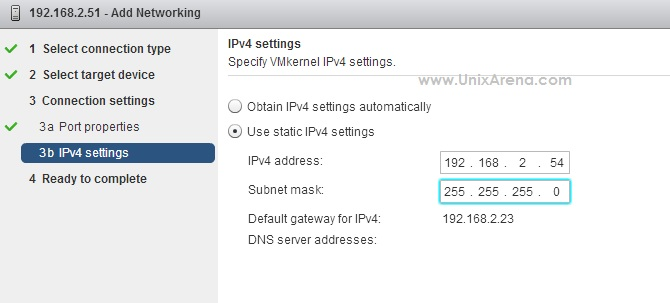 192.168.2.51 - Add Networking
1 Select connection type
2 Select target device
3 Connection settings
3a Port properties
3b IPv4 settings
4 Ready to complete
IPv4 settings
Specify VMkernel IPv4 settings.
www.UnixArena.com
Obtain IPv4 settings automatically
Use static IPv4 settings
IPv4 address: 192 . 168 . 2 . 54
Subnet mask: 255 . 255 . 255 . 0
Default gateway for IPv4: 192.168.2.23
DNS server addresses: